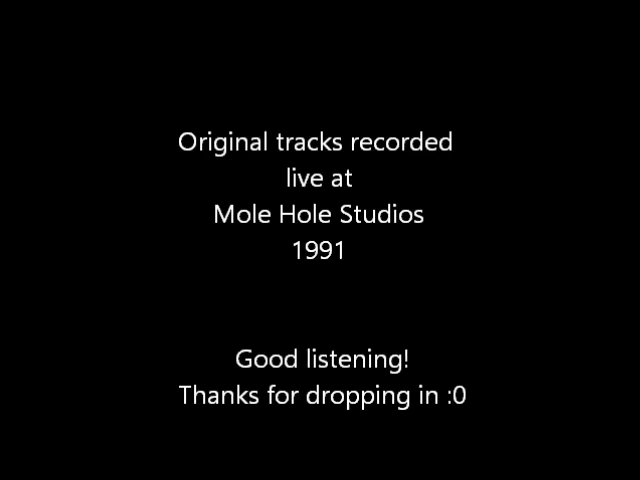 Original tracks recorded
live at
Mole Hole Studios
1991
Good listening!
Thanks for dropping in :0